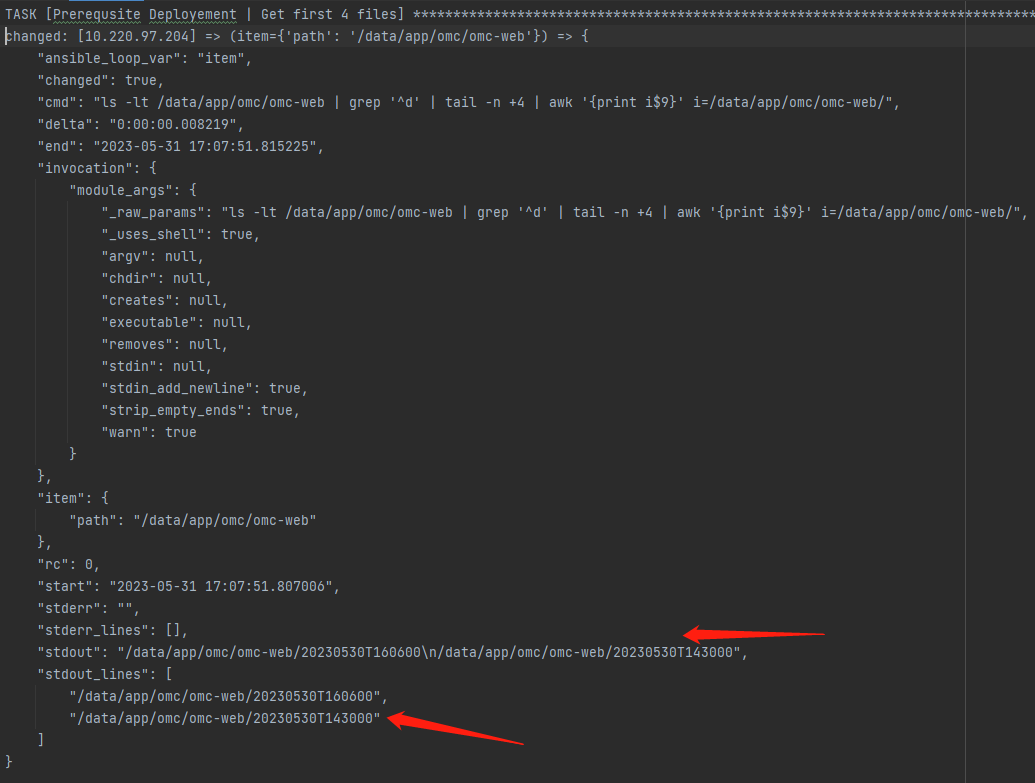 TASK [Prerequsite Deployement | Get first 4 files] ******************************************************************************
changed: [10.220.97.204] => (item={'path': '/data/app/omc/omc-web'}) => {
    "ansible_loop_var": "item",
    "changed": true,
    "cmd": "ls -lt /data/app/omc/omc-web | grep '^d' | tail -n +4 | awk '{print i$9}' i=/data/app/omc/omc-web/",
    "delta": "0:00:00.008219",
    "end": "2023-05-31 17:07:51.815225",
    "invocation": {
        "module_args": {
            "_raw_params": "ls -lt /data/app/omc/omc-web | grep '^d' | tail -n +4 | awk '{print i$9}' i=/data/app/omc/omc-web/",
            "_uses_shell": true,
            "argv": null,
            "chdir": null,
            "creates": null,
            "executable": null,
            "removes": null,
            "stdin": null,
            "stdin_add_newline": true,
            "strip_empty_ends": true,
            "warn": true
        }
    },
    "item": {
        "path": "/data/app/omc/omc-web"
    },
    "rc": 0,
    "start": "2023-05-31 17:07:51.807006",
    "stderr": "",
    "stderr_lines": [],
    "stdout": "/data/app/omc/omc-web/20230530T160600\n/data/app/omc/omc-web/20230530T143000",
    "stdout_lines": [
        "/data/app/omc/omc-web/20230530T160600",
        "/data/app/omc/omc-web/20230530T143000"
    ]
}